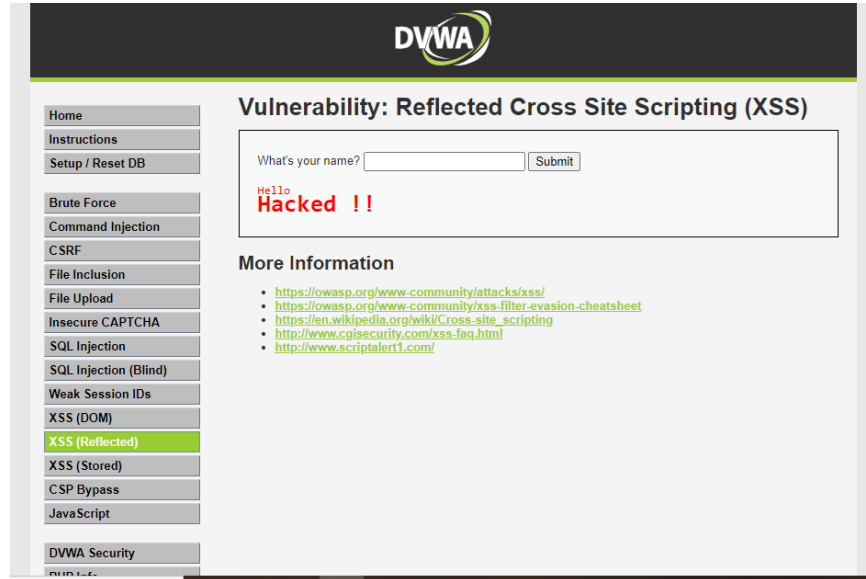 DVWA
Home
Instructions
Setup / Reset DB
Brute Force
Command Injection
CSRF
File Inclusion
File Upload
Insecure CAPTCHA
SQL Injection
SQL Injection (Blind)
Weak Session IDs
XSS (DOM)
XSS (Reflected)
XSS (Stored)
CSP Bypass
JavaScript
DVWA Security
Vulnerability: Reflected Cross Site Scripting (XSS)
What's your name? Submit
Hello
Hacked !!
More Information
https://owasp.org/www-community/attacks/xss/
https://owasp.org/www-community/xss-filter-evasion-cheatsheet
https://en.wikipedia.org/wiki/Cross-site_scripting
http://www.cgisecurity.com/xss-faq.html
http://www.scriptalert1.com/